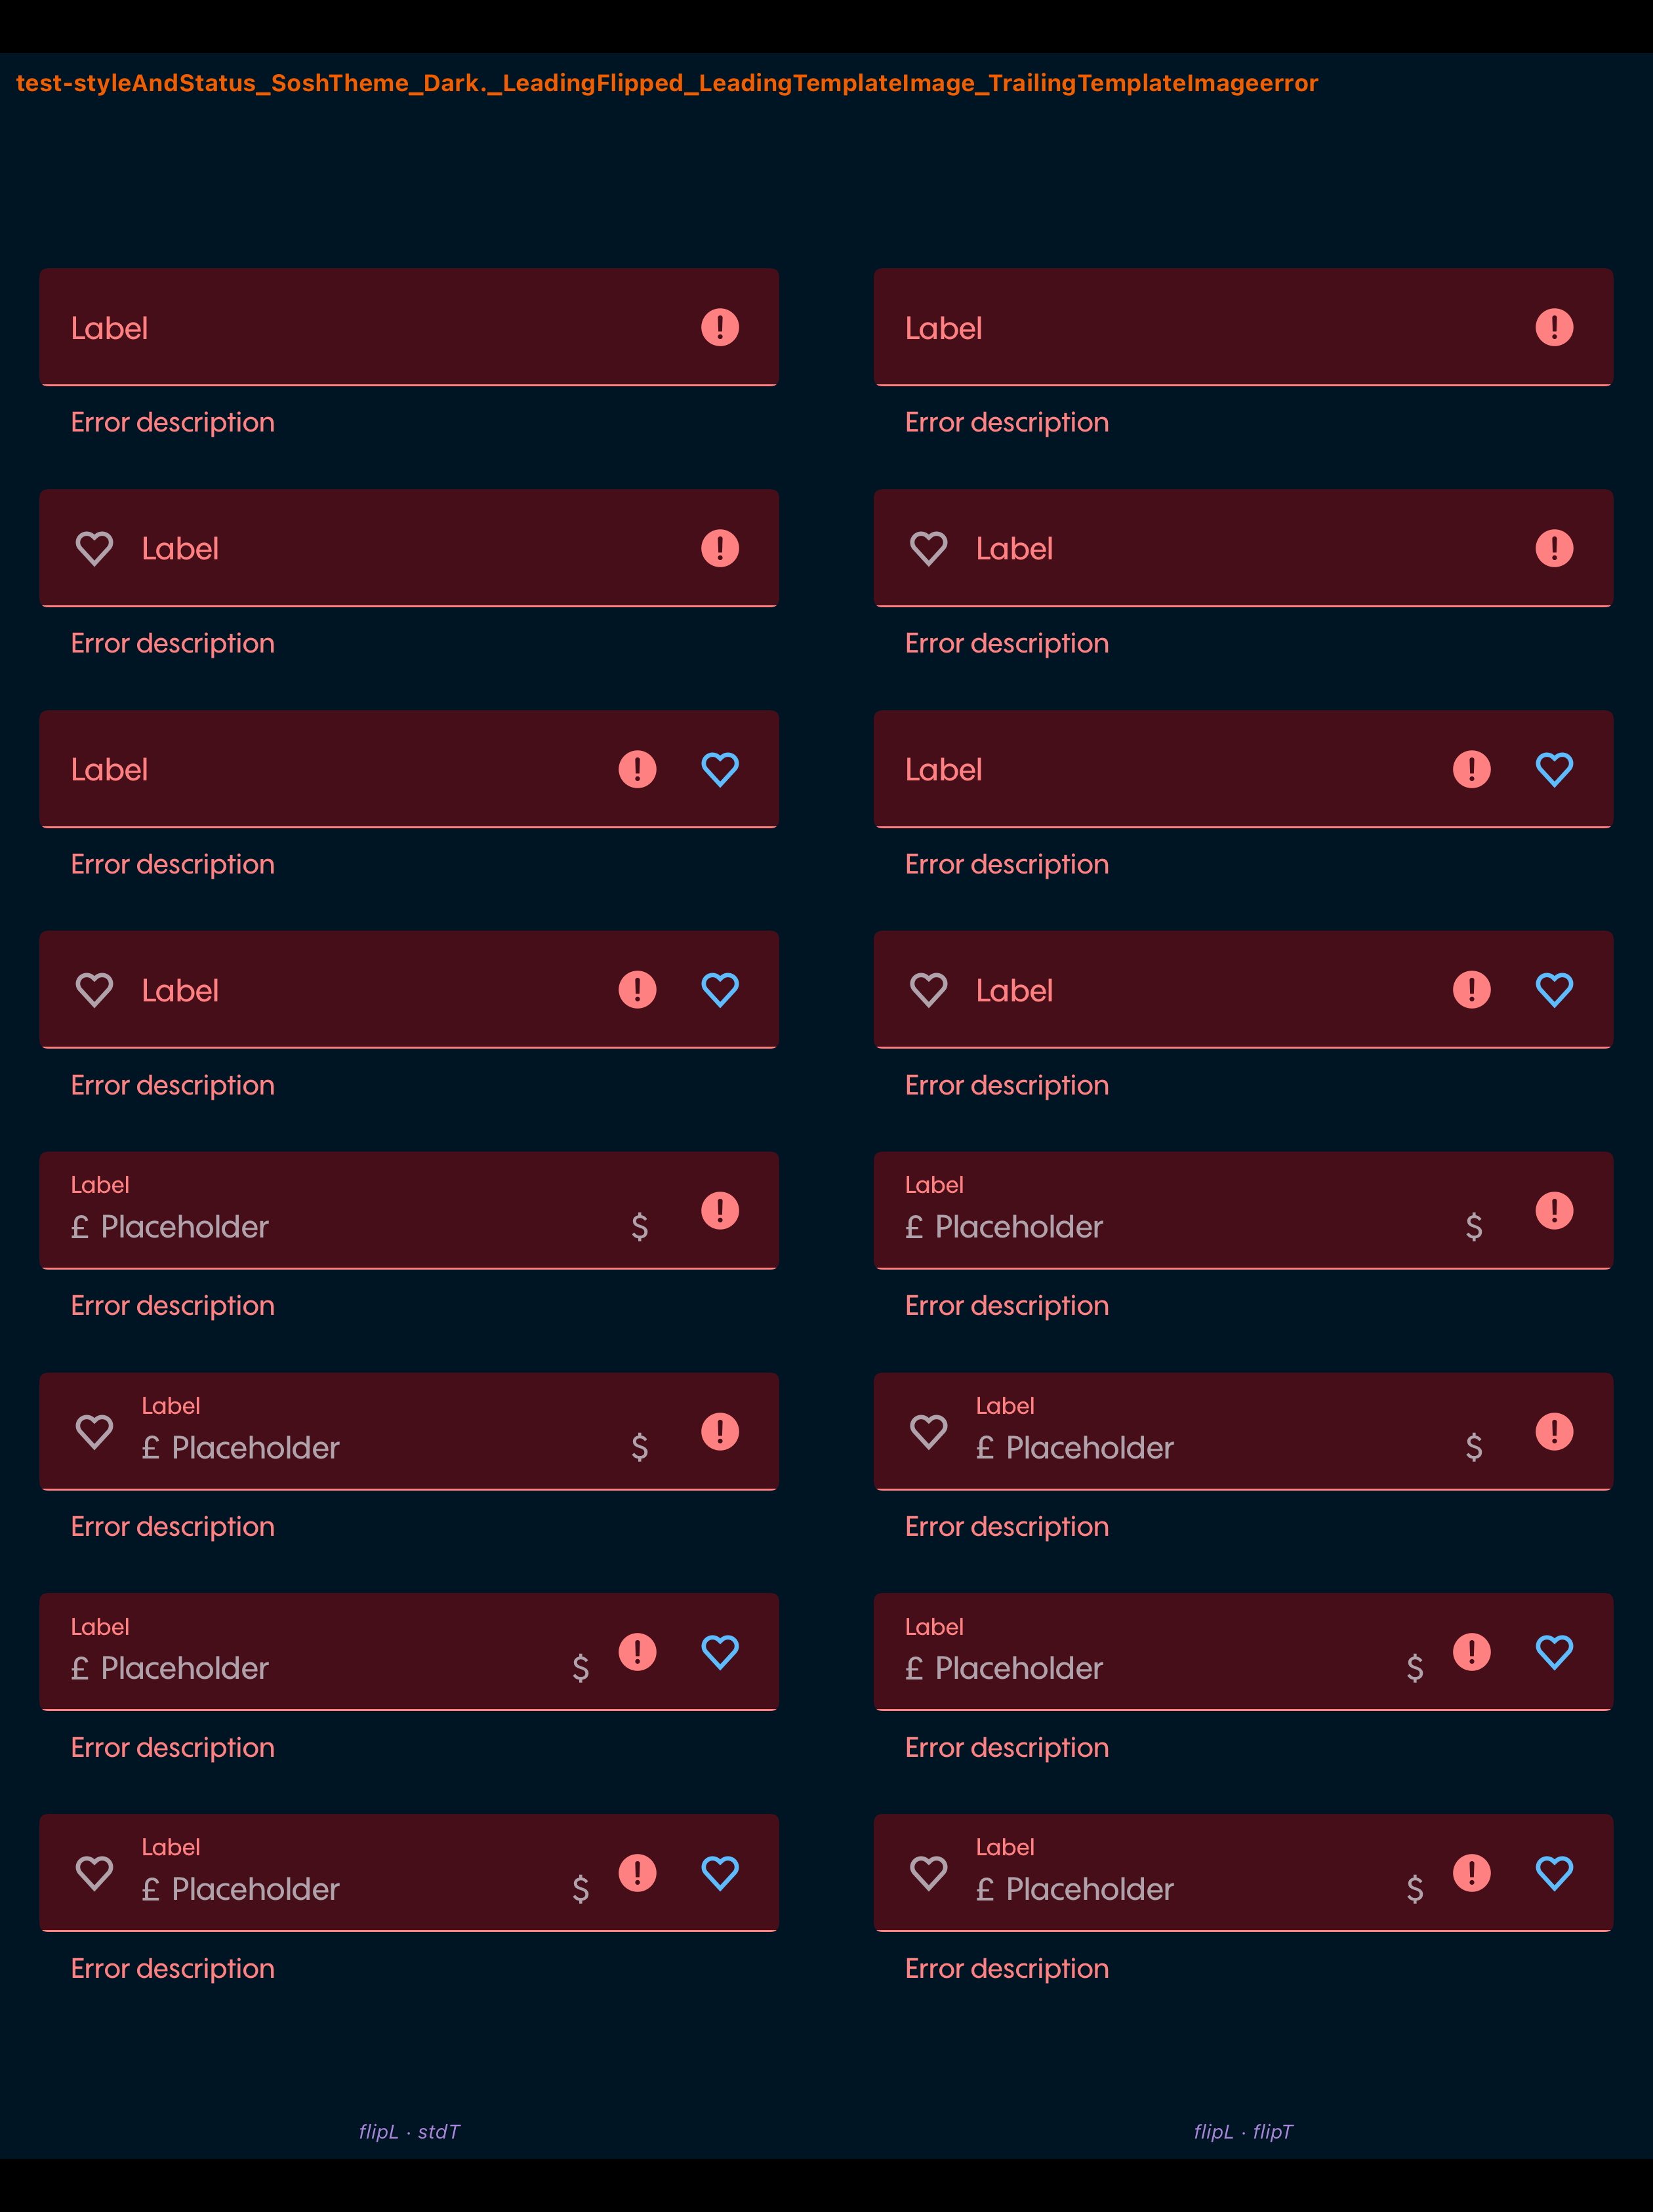 test-styleAndStatus_SoshTheme_Dark._LeadingFlipped_LeadingTemplateImage_TrailingTemplateImageerror
Label
Error description
Label
Error description
Label
Error description
Label
Error description
Label
£ Placeholder $
Error description
Label
£ Placeholder $
Error description
Label
£ Placeholder $
Error description
Label
£ Placeholder $
Error description
flipL · stdT
Label
Error description
Label
Error description
Label
Error description
Label
Error description
Label
£ Placeholder $
Error description
Label
£ Placeholder $
Error description
Label
£ Placeholder $
Error description
Label
£ Placeholder $
Error description
flipL · flipT